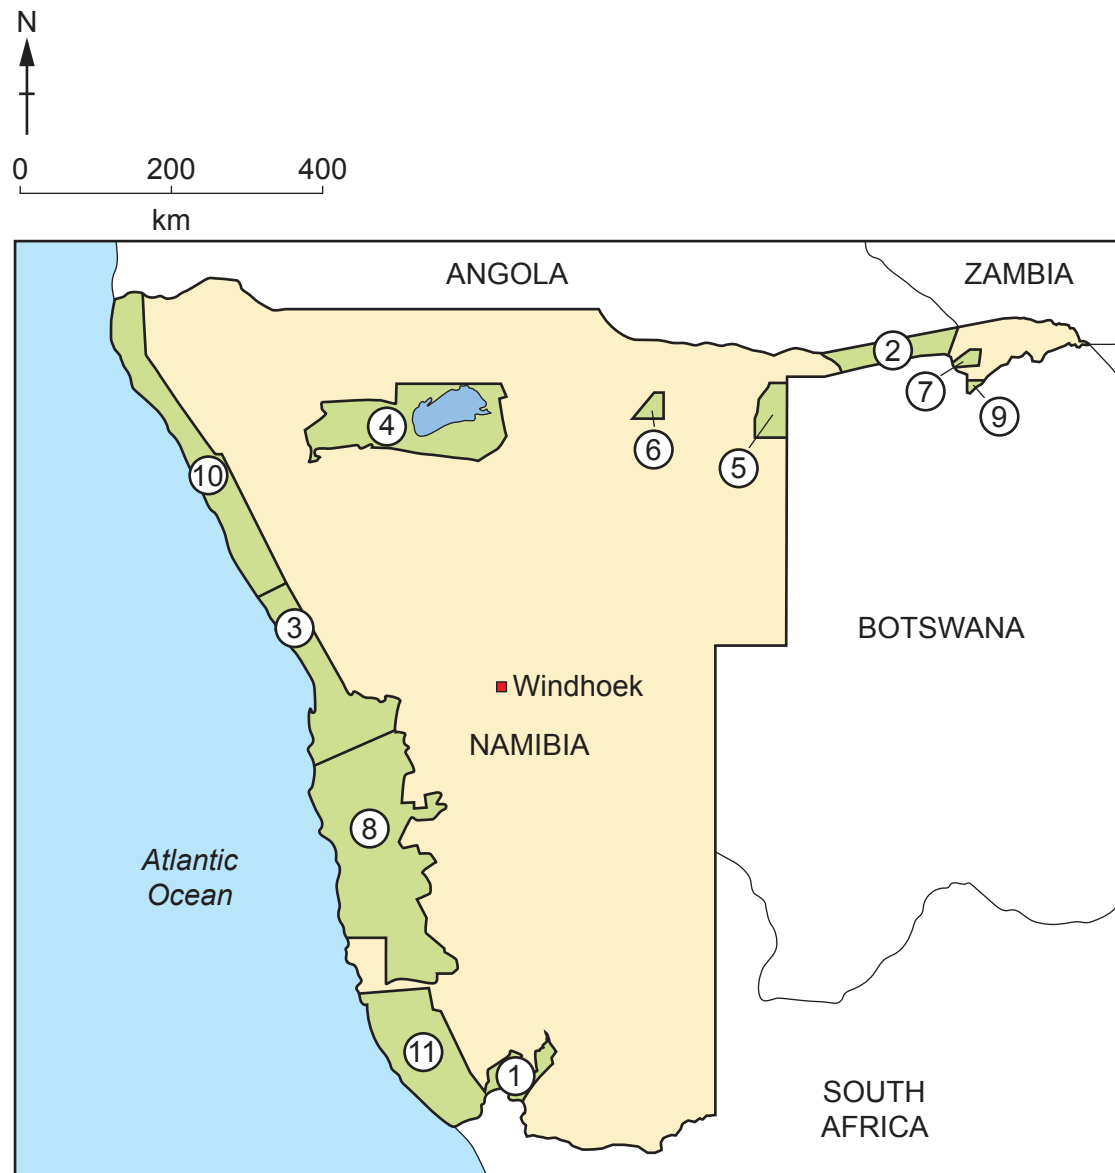 N
0 200 400
km
ANGOLA
ZAMBIA
2
7
9
4
6
5
10
3
BOTSWANA
Windhoek
NAMIBIA
8
Atlantic
Ocean
11
1
SOUTH
AFRICA